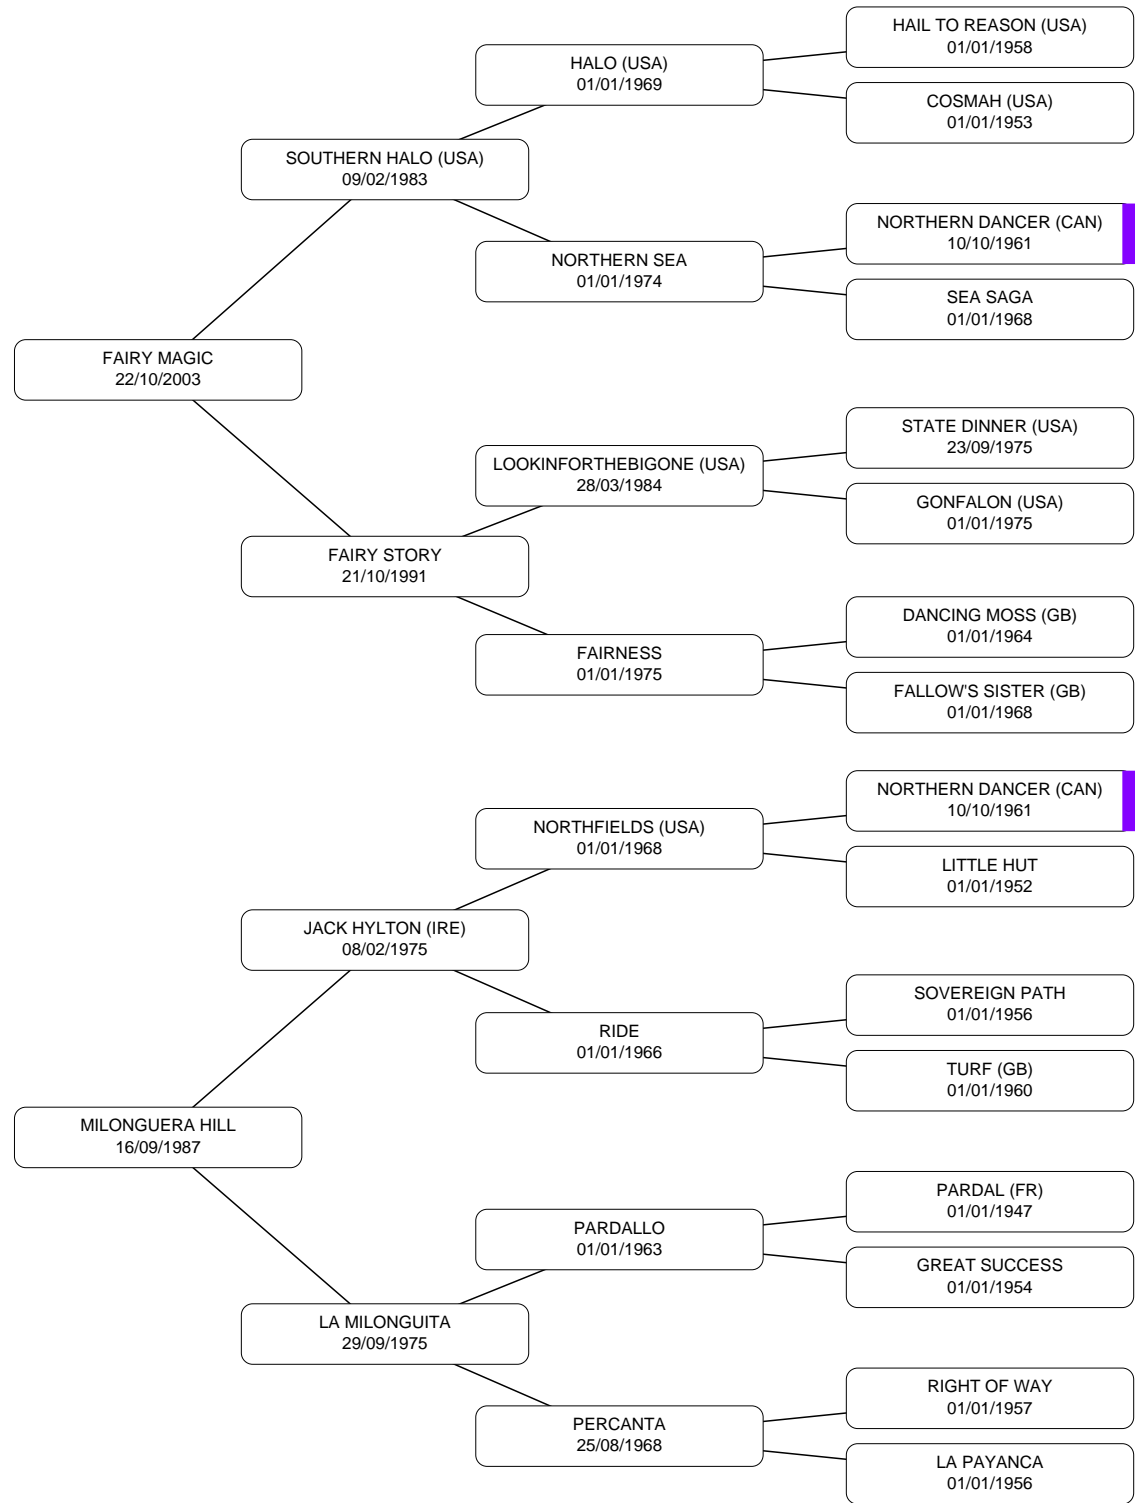 HAIL TO REASON (USA)
01/01/1958
HALO (USA)
01/01/1969
COSMAH (USA)
01/01/1953
SOUTHERN HALO (USA)
09/02/1983
NORTHERN DANCER (CAN)
10/10/1961
NORTHERN SEA
01/01/1974
SEA SAGA
01/01/1968
FAIRY MAGIC
22/10/2003
STATE DINNER (USA)
23/09/1975
LOOKINFORTHEBIGONE (USA)
28/03/1984
GONFALON (USA)
01/01/1975
FAIRY STORY
21/10/1991
DANCING MOSS (GB)
01/01/1964
FAIRNESS
01/01/1975
FALLOW'S SISTER (GB)
01/01/1968
NORTHERN DANCER (CAN)
10/10/1961
NORTHFIELDS (USA)
01/01/1968
LITTLE HUT
01/01/1952
JACK HYLTON (IRE)
08/02/1975
SOVEREIGN PATH
01/01/1956
RIDE
01/01/1966
TURF (GB)
01/01/1960
MILONGUERA HILL
16/09/1987
PARDAL (FR)
01/01/1947
PARDALLO
01/01/1963
GREAT SUCCESS
01/01/1954
LA MILONGUITA
29/09/1975
RIGHT OF WAY
01/01/1957
PERCANTA
25/08/1968
LA PAYANCA
01/01/1956